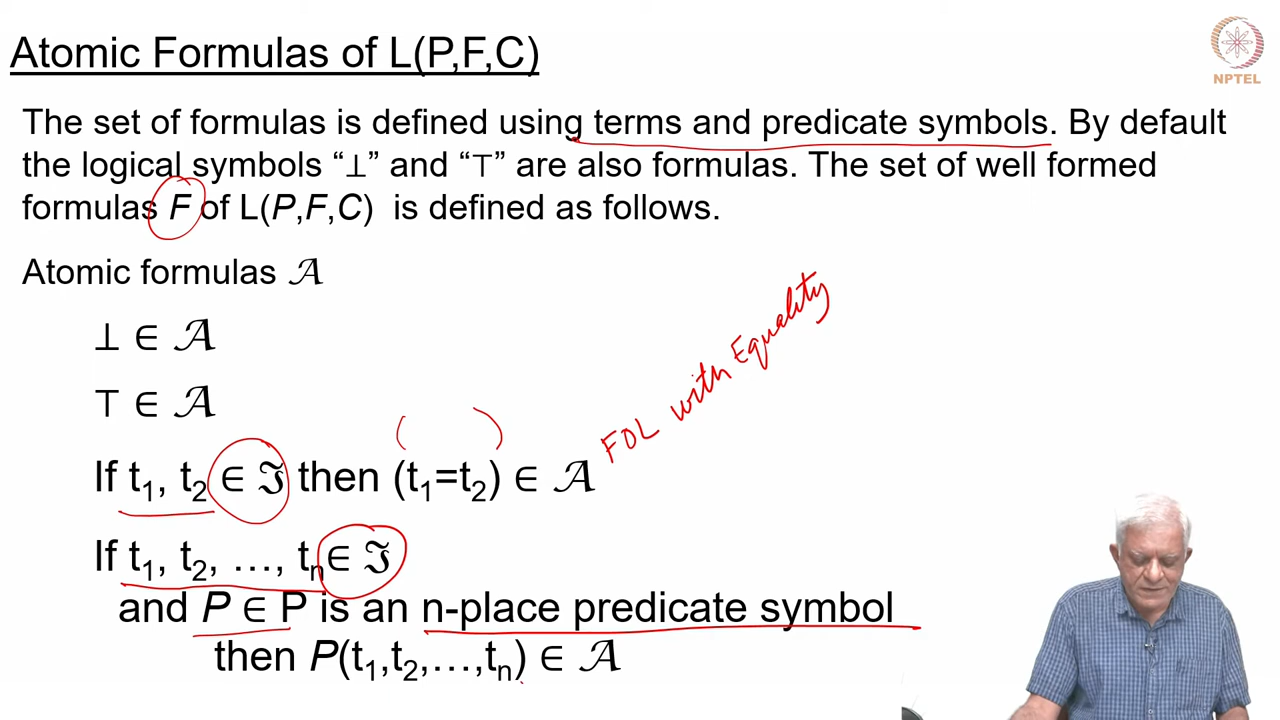 Atomic Formulas of L(P,F,C)
NPTEL
The set of formulas is defined using terms and predicate symbols. By default
the logical symbols “⊥” and “⊤” are also formulas. The set of well formed
formulas F of L(P,F,C) is defined as follows.
Atomic formulas 𝒜
⊥ ∈ 𝒜
⊤ ∈ 𝒜
( )
FOL with Equality
If t₁, t₂ ∈ ℑ then (t₁=t₂) ∈ 𝒜
If t₁, t₂, …, tₙ∈ ℑ
and P ∈ P is an n-place predicate symbol
then P(t₁,t₂,…,tₙ) ∈ 𝒜